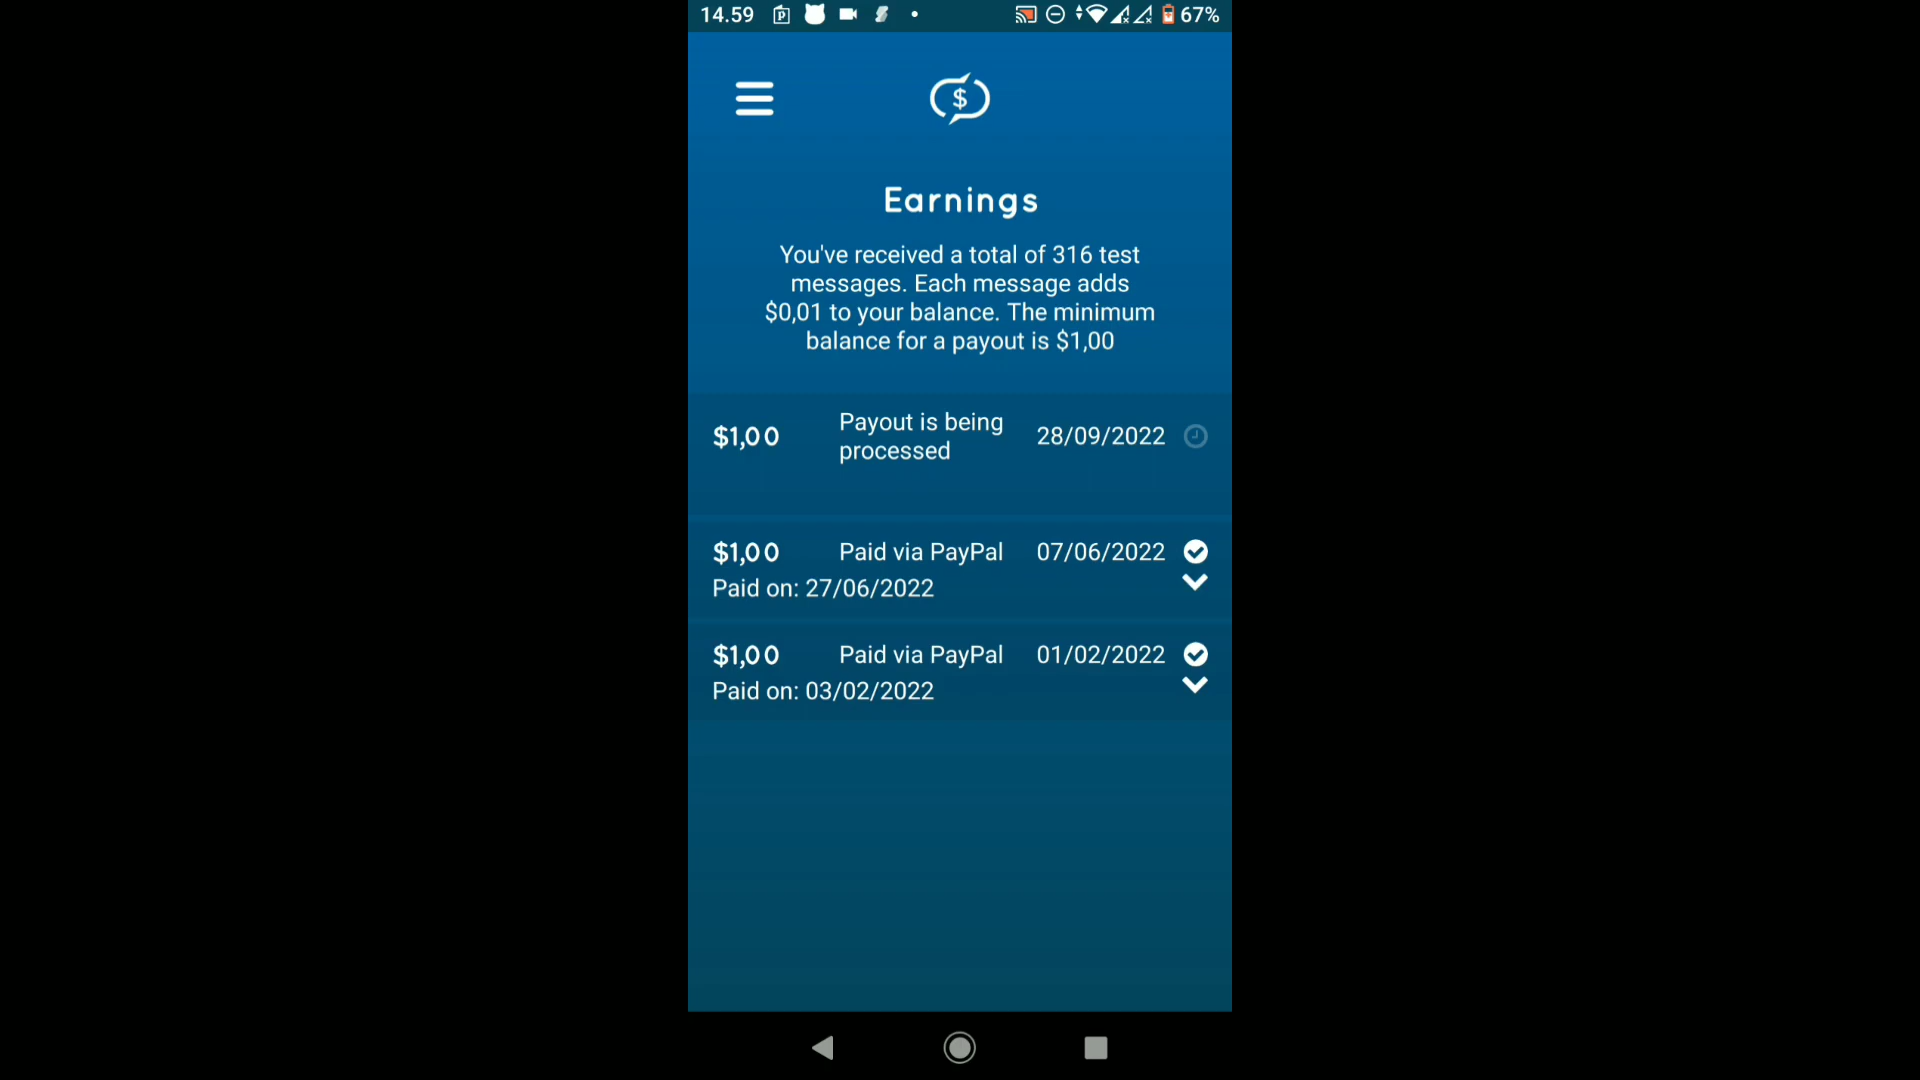 14.59 67%
$
Earnings
You've received a total of 316 test
messages. Each message adds
$0,01 to your balance. The minimum
balance for a payout is $1,00
$1,00 Payout is being processed 28/09/2022
$1,00 Paid via PayPal 07/06/2022
Paid on: 27/06/2022
$1,00 Paid via PayPal 01/02/2022
Paid on: 03/02/2022